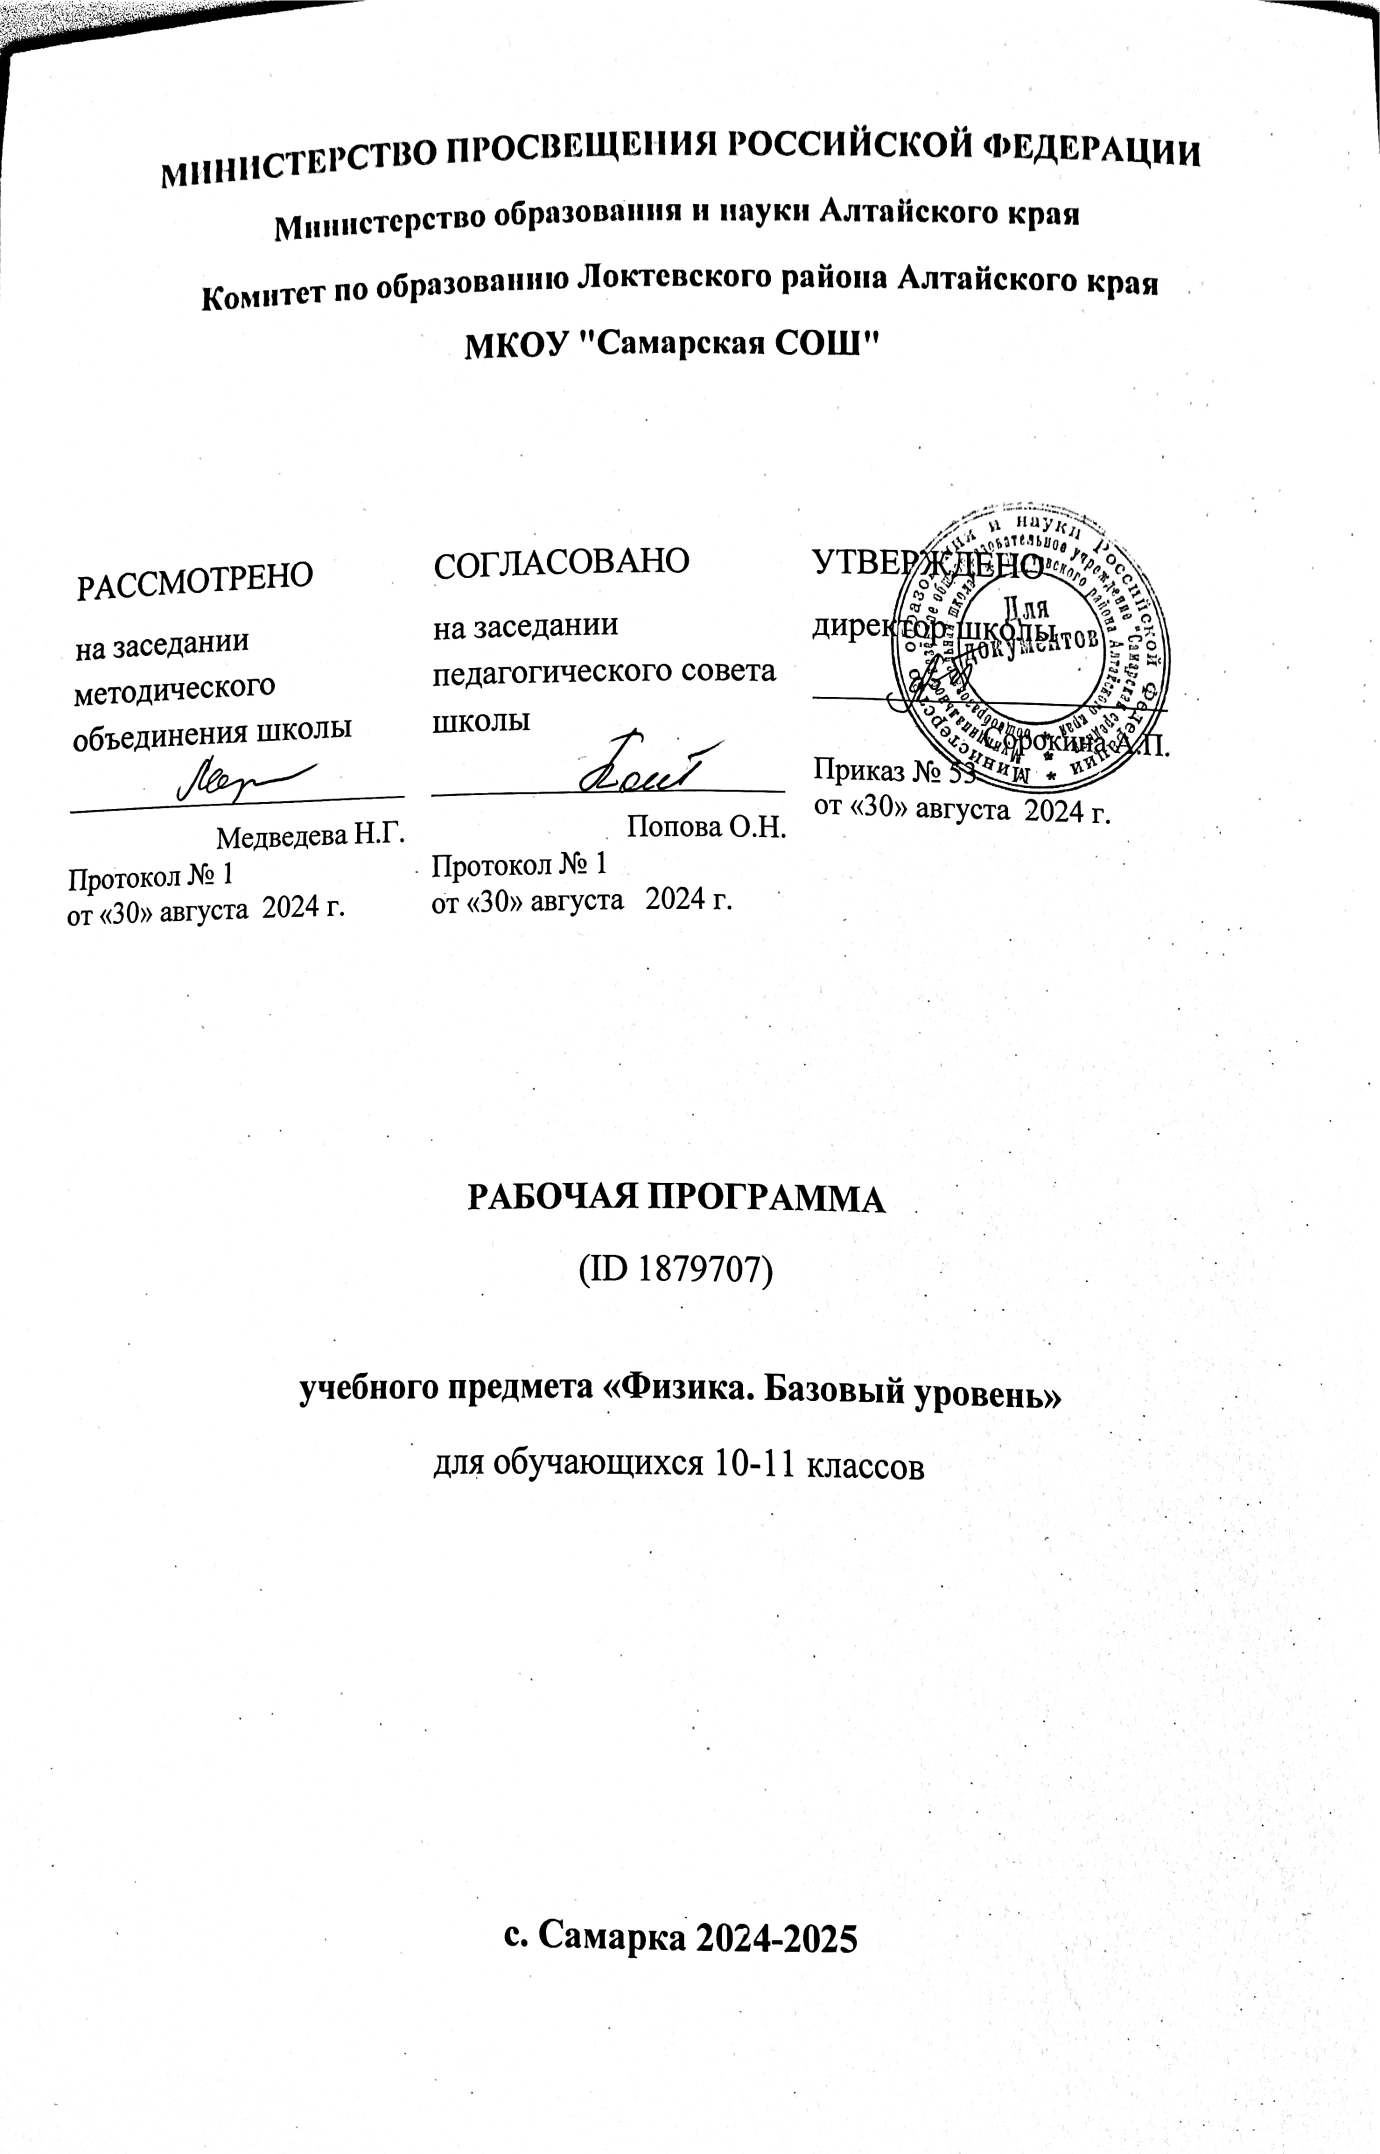 МИНИСТЕРСТВО ПРОСВЕЩЕНИЯ РОССИЙСКОЙ ФЕДЕРАЦИИ
Министерство образования и науки Алтайского края
Комитет по образованию Локтевского района Алтайского края
МКОУ "Самарская СОШ"
РАССМОТРЕНО
на заседании
методического
объединения школы
Медведева Н.Г.
Протокол № 1
от «30» августа 2024 г.
СОГЛАСОВАНО
на заседании
педагогического совета
школы
Попова О.Н.
Протокол № 1
от «30» августа 2024 г.
УТВЕРЖДЕНО
директор школы
Сорокина А.П.
Приказ № 53
от «30» августа 2024 г.
Для
документов
образования и науки Российской Федерации
РАБОЧАЯ ПРОГРАММА
(ID 1879707)
учебного предмета «Физика. Базовый уровень»
для обучающихся 10-11 классов
с. Самарка 2024-2025